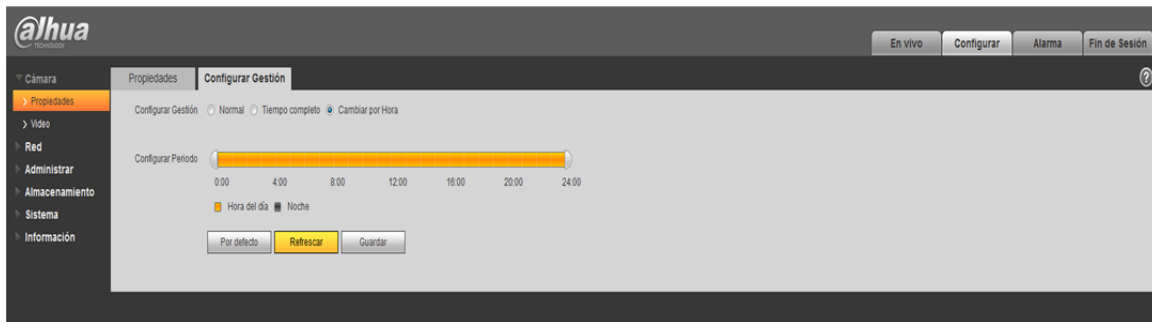 alhua
TECHNOLOGY
En vivo
Configurar
Alarma
Fin de Sesión
Cámara
Propiedades
Video
Red
Administrar
Almacenamiento
Sistema
Información
Propiedades
Configurar Gestión
?
Configurar Gestión Normal Tiempo completo Cambiar por Hora
Configurar Periodo
0:00 4:00 8:00 12:00 16:00 20:00 24:00
Hora del día Noche
Por defecto Refrescar Guardar